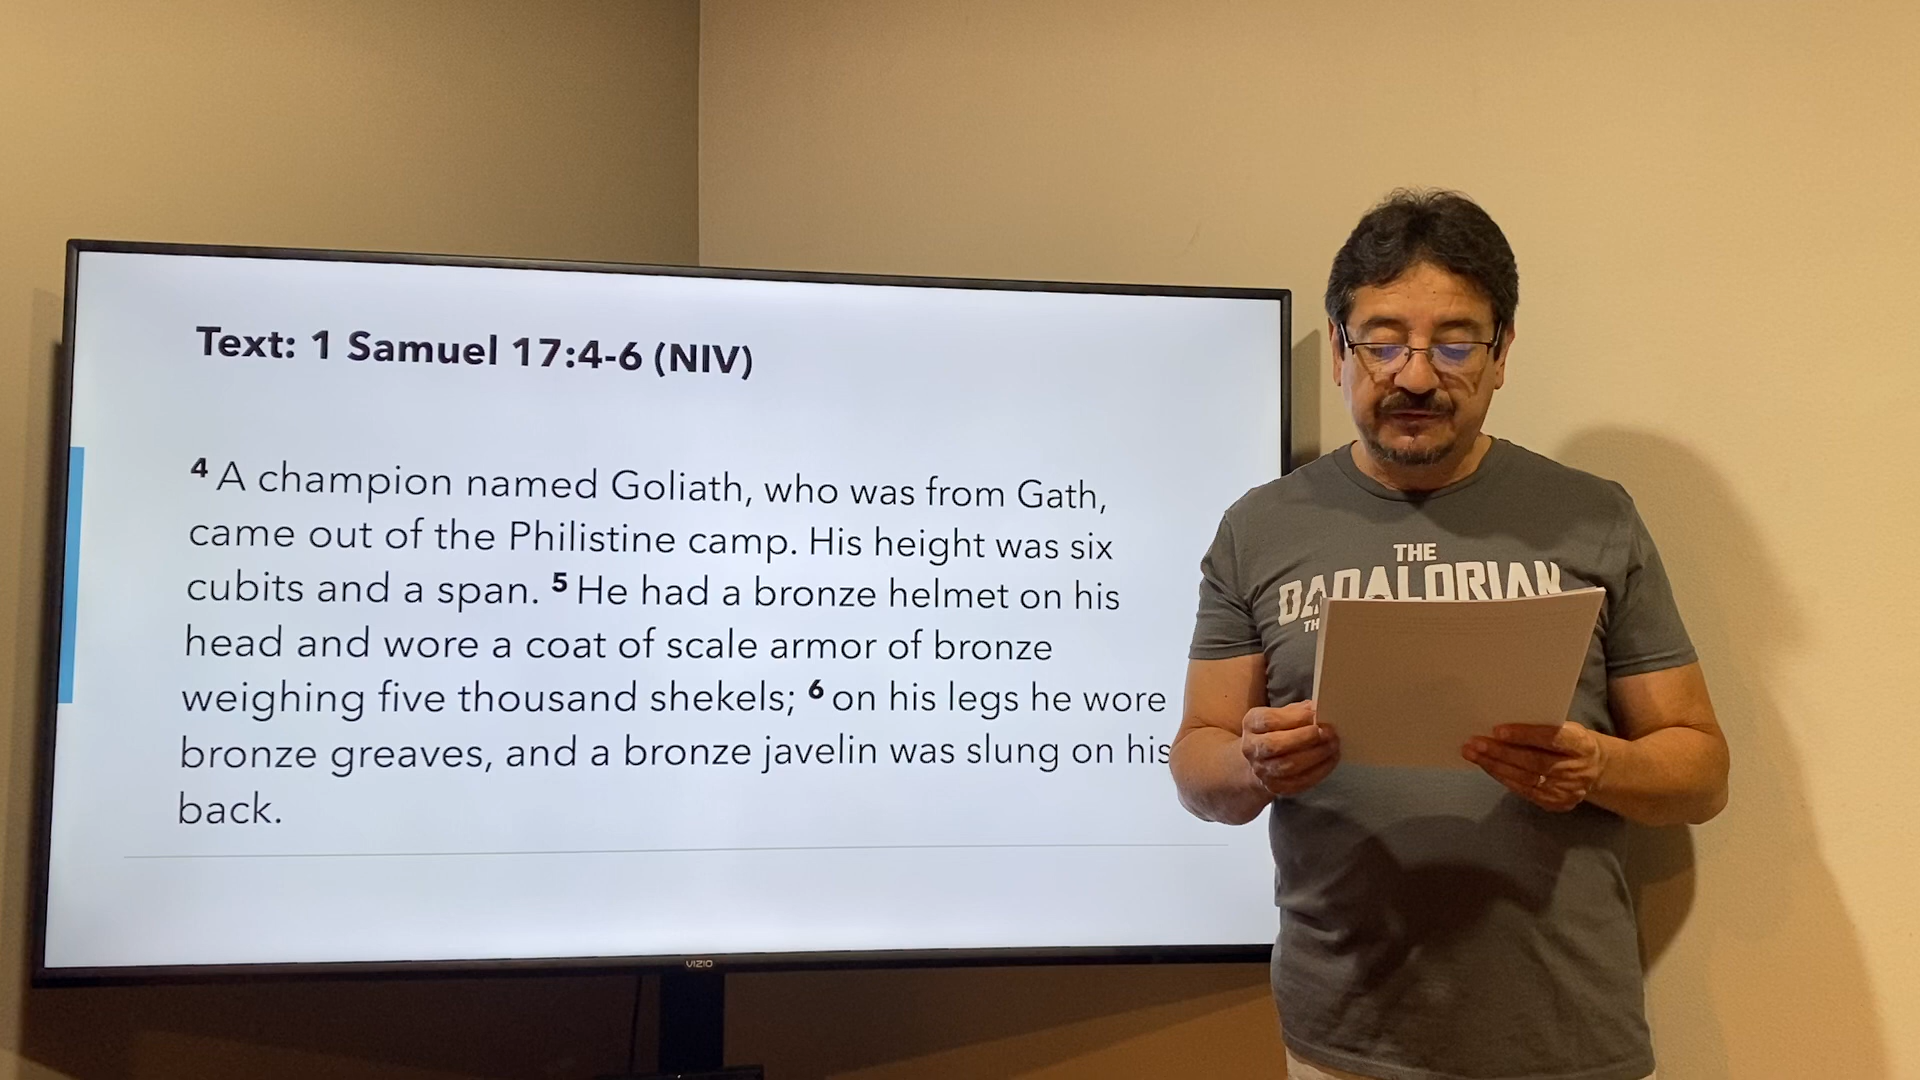 Text: 1 Samuel 17:4-6 (NIV)
4 A champion named Goliath, who was from Gath,
came out of the Philistine camp. His height was six
cubits and a span. 5 He had a bronze helmet on his
head and wore a coat of scale armor of bronze
weighing five thousand shekels; 6 on his legs he wore
bronze greaves, and a bronze javelin was slung on his
back.
VIZIO
THE
DADALORIAN